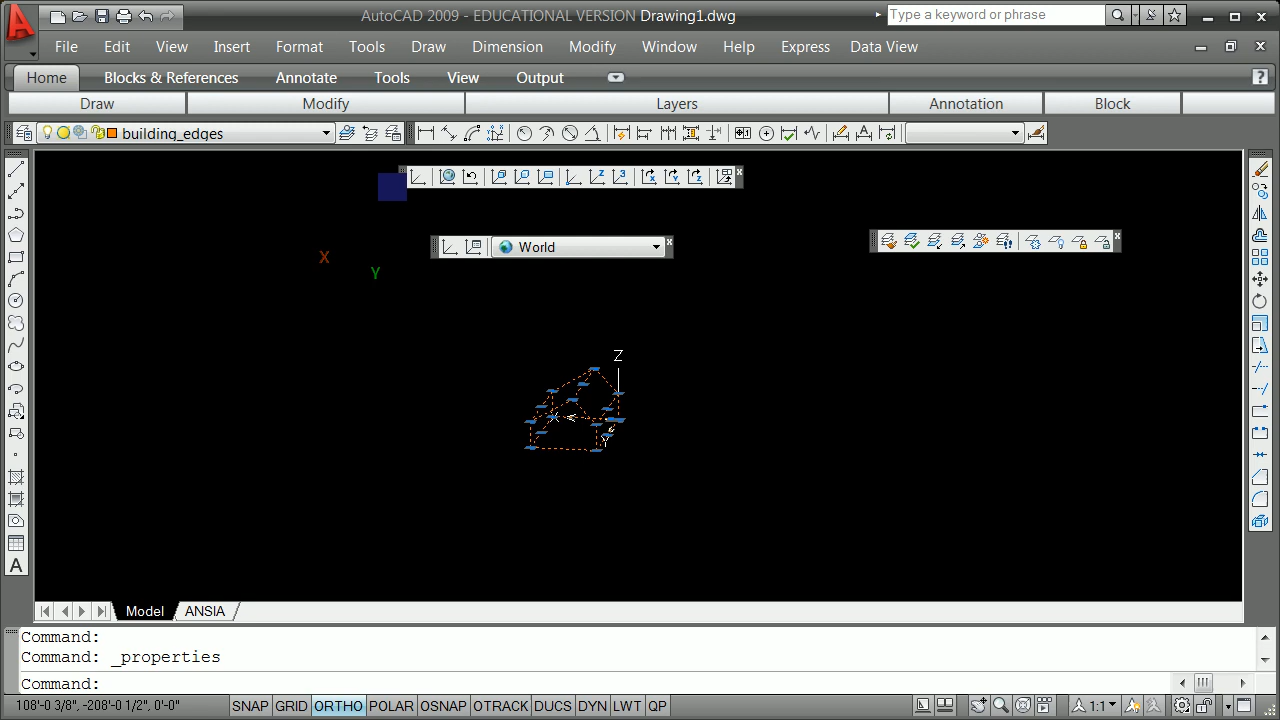 AutoCAD 2009 - EDUCATIONAL VERSION Drawing1.dwg
Type a keyword or phrase
File Edit View Insert Format Tools Draw Dimension Modify Window Help Express Data View
Home Blocks & References Annotate Tools View Output
Draw Modify Layers Annotation Block
building_edges
World
X
Y
Z
X
Y
Model ANSIA
Command:
Command: _properties
Command:
108'-0 3/8", -208'-0 1/2", 0'-0" SNAP GRID ORTHO POLAR OSNAP OTRACK DUCS DYN LWT QP 1:1